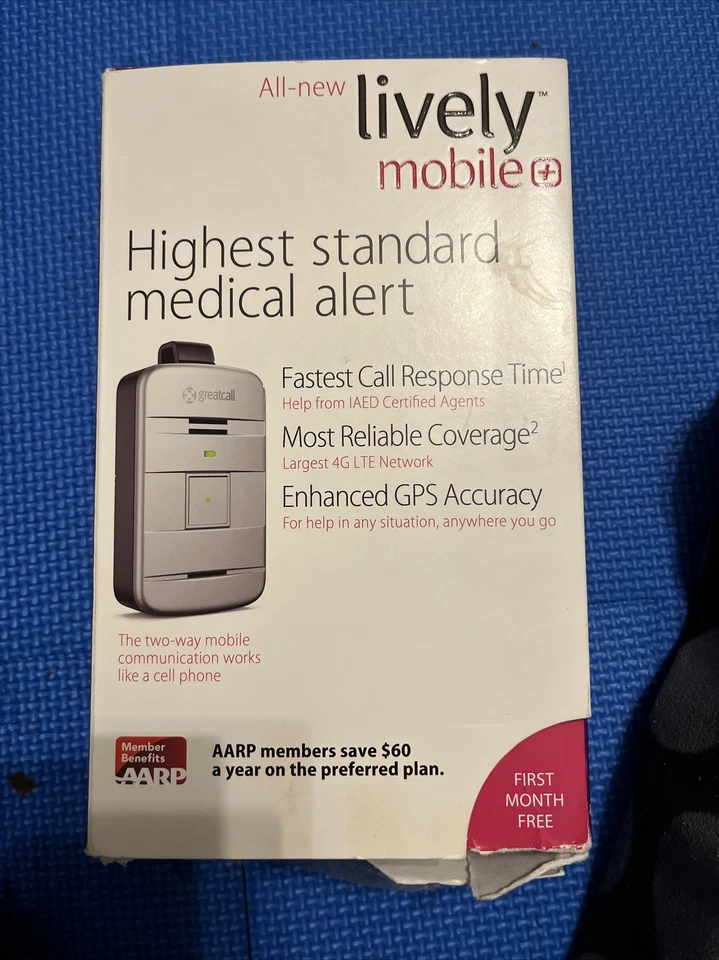 All-new lively™
mobile+
Highest standard
medical alert
greatcall
Fastest Call Response Time¹
Help from IAED Certified Agents
Most Reliable Coverage²
Largest 4G LTE Network
Enhanced GPS Accuracy
For help in any situation, anywhere you go
The two-way mobile
communication works
like a cell phone
Member
Benefits
AARP
AARP members save $60
a year on the preferred plan.
FIRST
MONTH
FREE